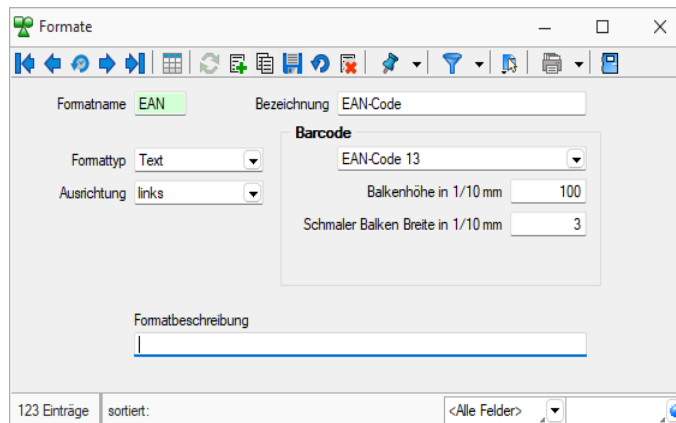 Formate
Formatname EAN Bezeichnung EAN-Code
Barcode
Formattyp Text EAN-Code 13
Ausrichtung links Balkenhöhe in 1/10 mm 100
Schmaler Balken Breite in 1/10 mm 3
Formatbeschreibung
123 Einträge sortiert: <Alle Felder>